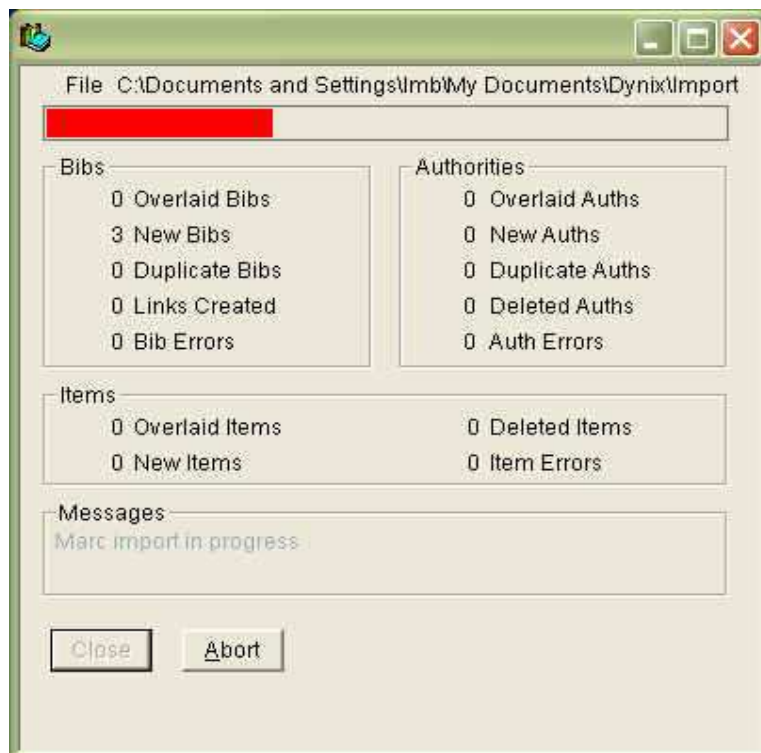 File C:\Documents and Settings\lmb\My Documents\Dynix\Import
Bibs
0 Overlaid Bibs
3 New Bibs
0 Duplicate Bibs
0 Links Created
0 Bib Errors
Authorities
0 Overlaid Auths
0 New Auths
0 Duplicate Auths
0 Deleted Auths
0 Auth Errors
Items
0 Overlaid Items
0 New Items
0 Deleted Items
0 Item Errors
Messages
Marc import in progress
Close
Abort